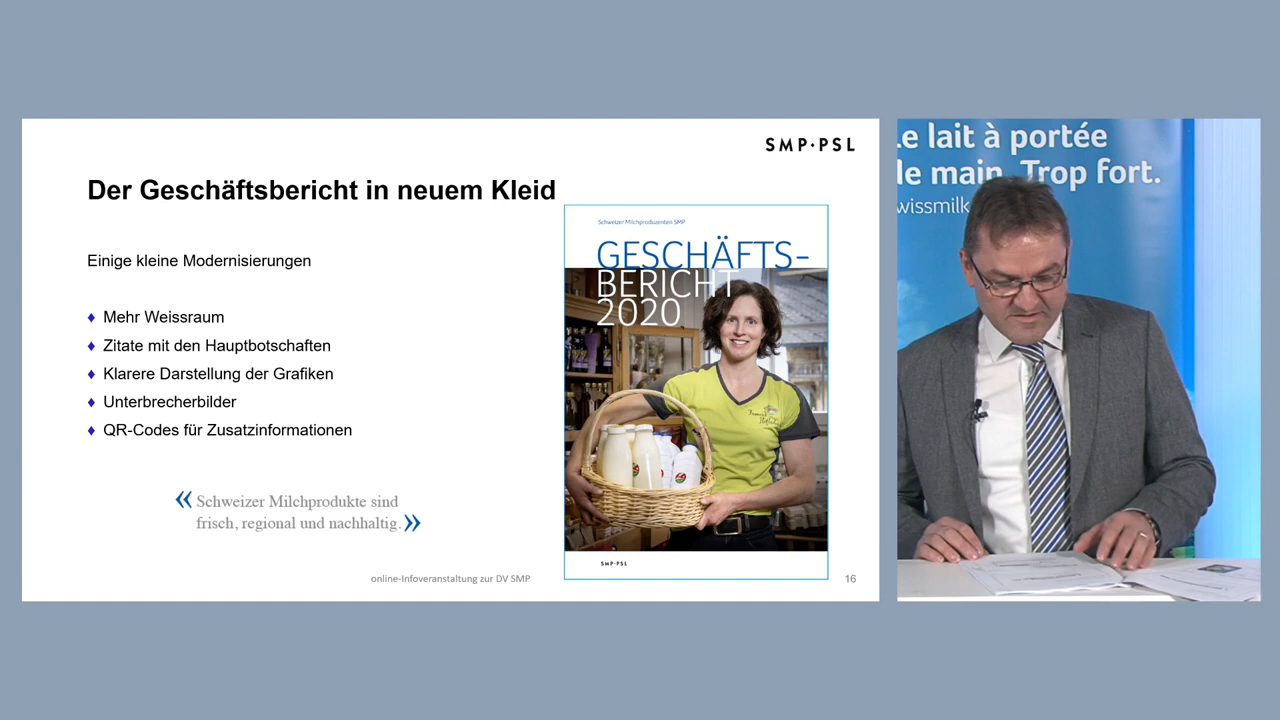 SMP·PSL
Der Geschäftsbericht in neuem Kleid
Einige kleine Modernisierungen
♦ Mehr Weissraum
♦ Zitate mit den Hauptbotschaften
♦ Klarere Darstellung der Grafiken
♦ Unterbrecherbilder
♦ QR-Codes für Zusatzinformationen
« Schweizer Milchprodukte sind
frisch, regional und nachhaltig. »
Schweizer Milchproduzenten SMP
GESCHÄFTS-
BERICHT
2020
SMP·PSL
online-Infoveranstaltung zur DV SMP
16
Le lait à portée
de main. Trop fort.
wissmilk